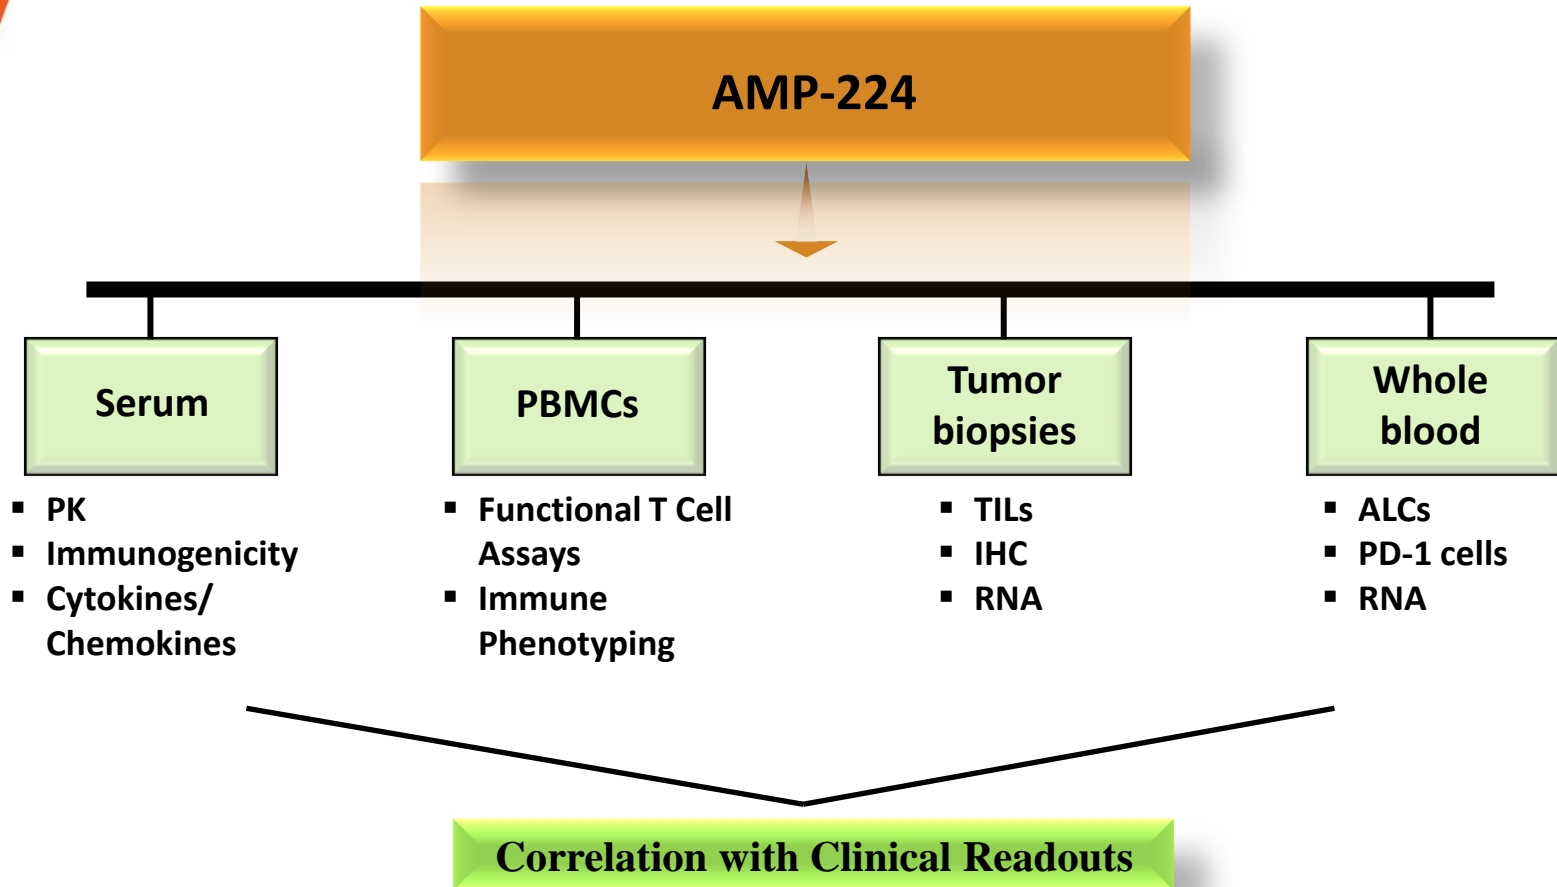 AMP-224
Serum
PBMCs
Tumor
biopsies
Whole
blood
▪ PK
▪ Immunogenicity
▪ Cytokines/
Chemokines
▪ Functional T Cell
Assays
▪ Immune
Phenotyping
▪ TILs
▪ IHC
▪ RNA
▪ ALCs
▪ PD-1 cells
▪ RNA
Correlation with Clinical Readouts